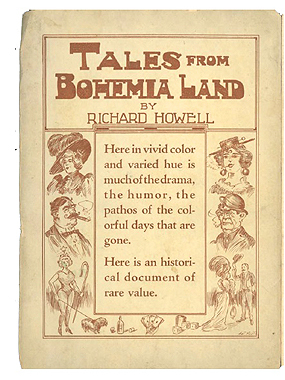 TALES FROM
BOHEMIA LAND
BY
RICHARD HOWELL
Here in vivid color
and varied hue is
much of the drama,
the humor, the
pathos of the col-
orful days that are
gone.
Here is an histori-
cal document of
rare value.